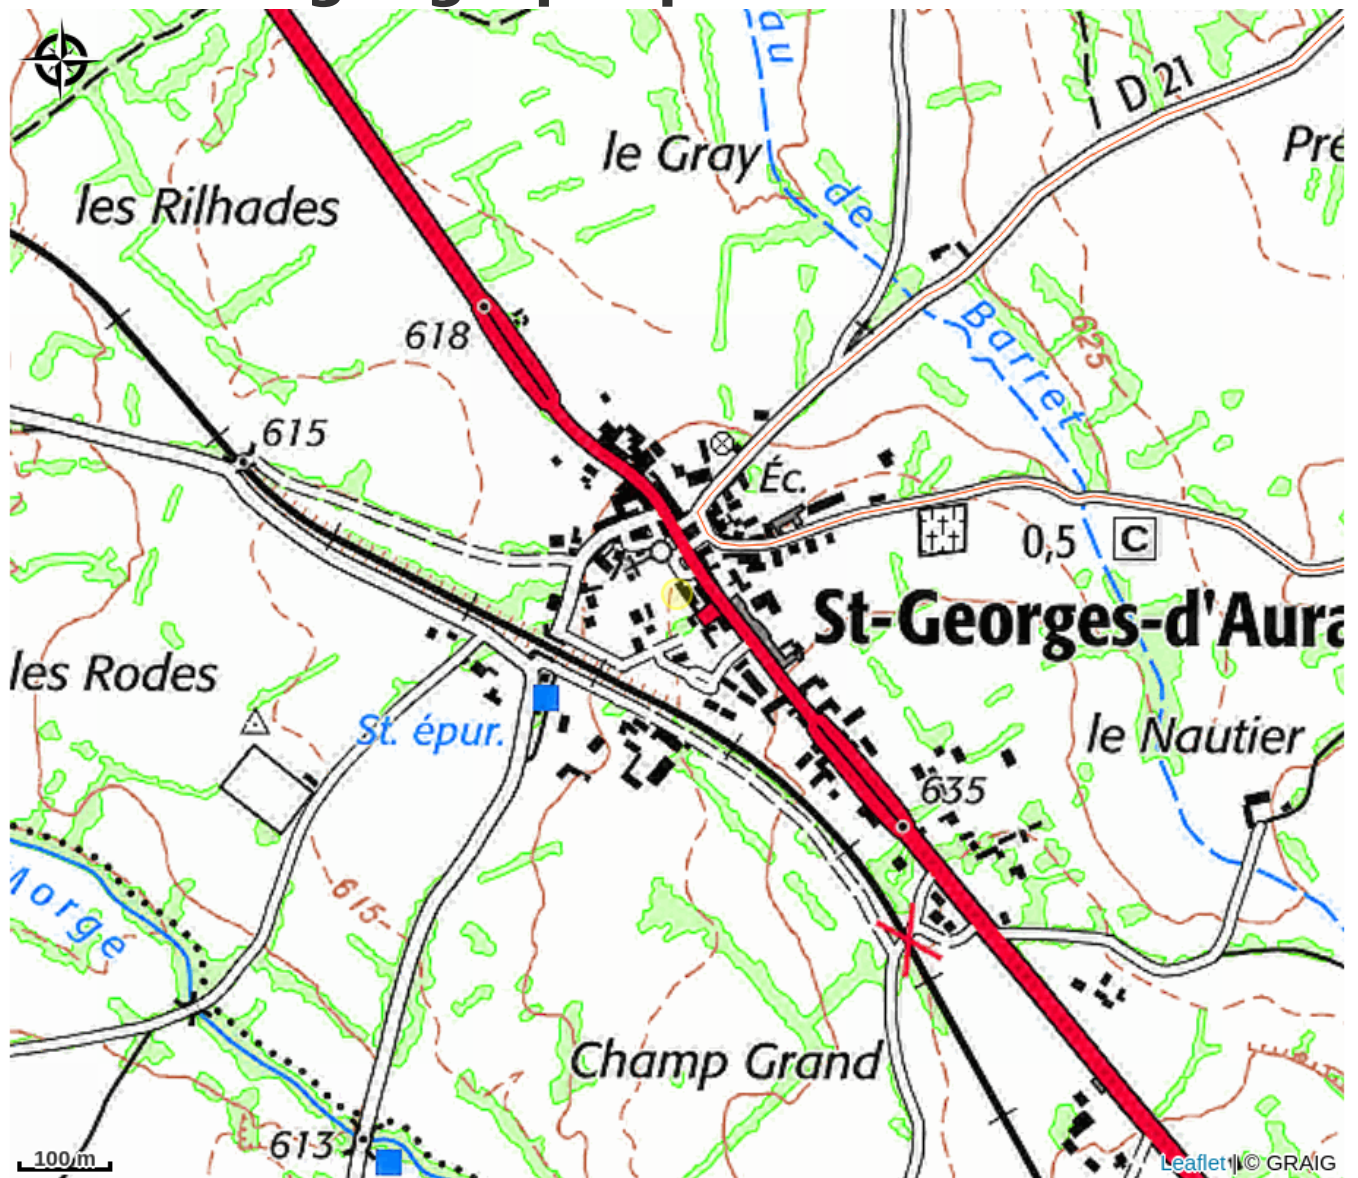 au
D 21
le Gray
Pré
les Rilhades
de
618
Barret
625
615
Éc.
0,5
C
St-Georges-d'Aura
les Rodes
St. épur.
le Nautier
635
Morge
615
Champ Grand
613
100 m
Leaflet | © GRAIG